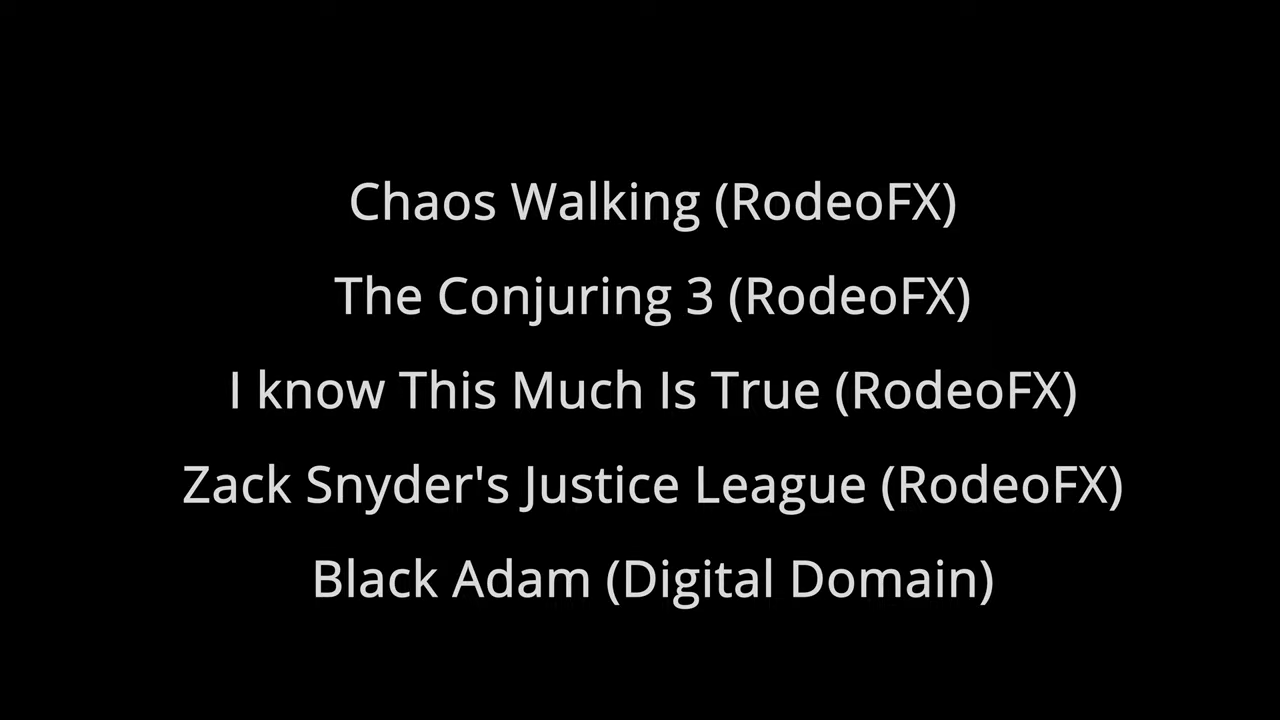 Chaos Walking (RodeoFX)
The Conjuring 3 (RodeoFX)
I know This Much Is True (RodeoFX)
Zack Snyder's Justice League (RodeoFX)
Black Adam (Digital Domain)